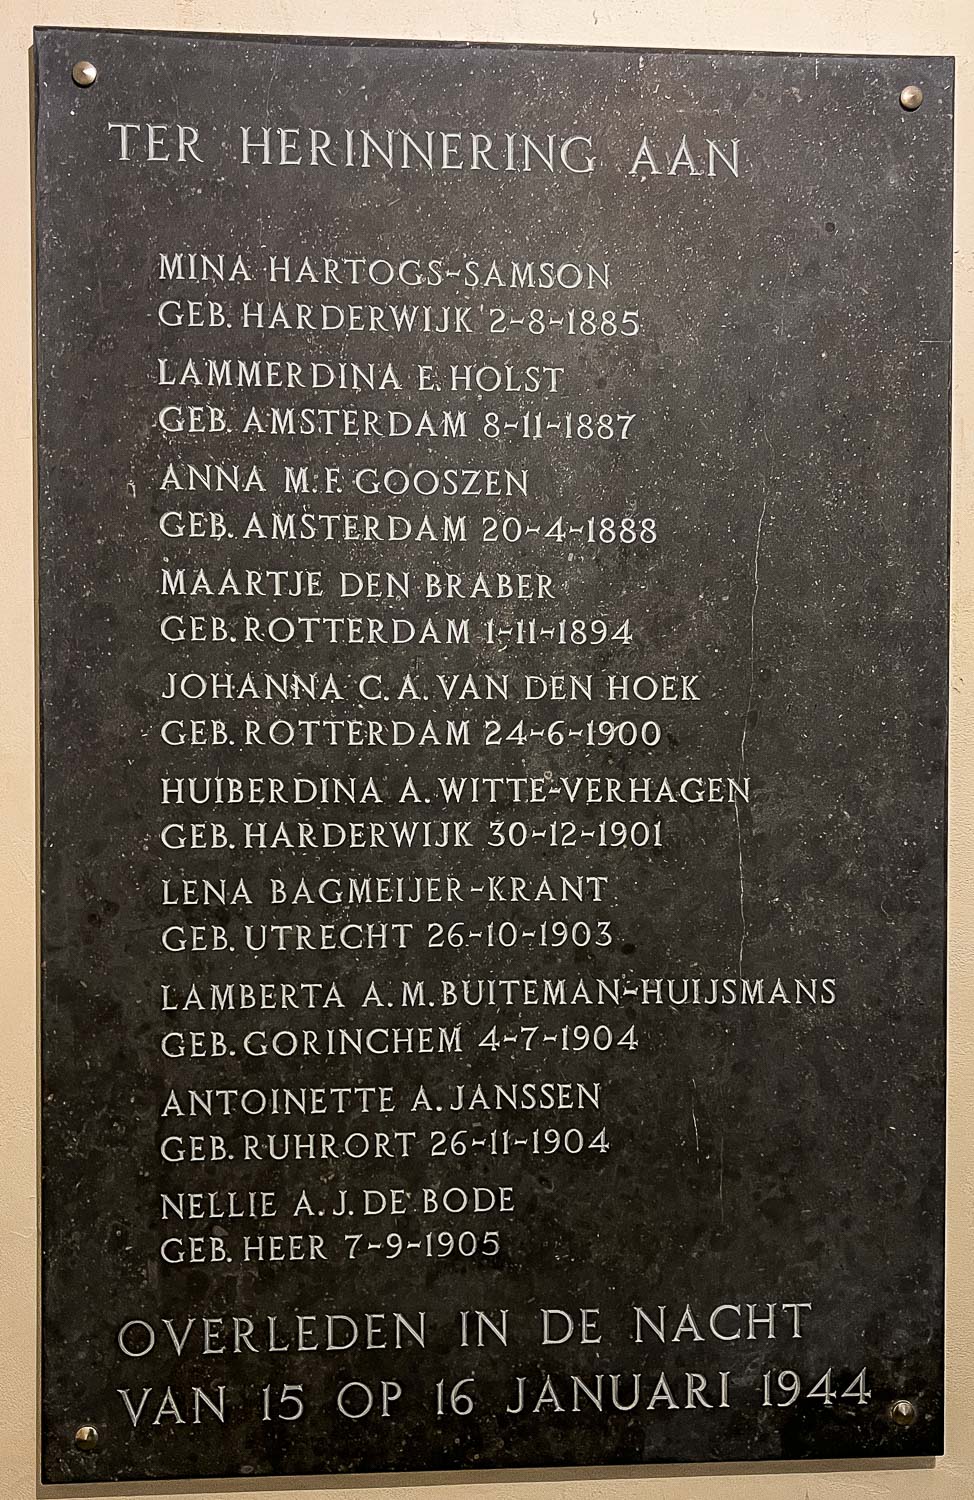 TER HERINNERING AAN
MINA HARTOGS-SAMSON
GEB. HARDERWIJK 2-8-1885
LAMMERDINA E. HOLST
GEB. AMSTERDAM 8-11-1887
ANNA M. F. GOOSZEN
GEB. AMSTERDAM 20-4-1888
MAARTJE DEN BRABER
GEB. ROTTERDAM 1-11-1894
JOHANNA C. A. VAN DEN HOEK
GEB. ROTTERDAM 24-6-1900
HUIBERDINA A. WITTE-VERHAGEN
GEB. HARDERWIJK 30-12-1901
LENA BAGMEIJER-KRANT
GEB. UTRECHT 26-10-1903
LAMBERTA A. M. BUITEMAN-HUIJSMANS
GEB. GORINCHEM 4-7-1904
ANTOINETTE A. JANSSEN
GEB. RUHRORT 26-11-1904
NELLIE A. J. DE BODE
GEB. HEER 7-9-1905
OVERLEDEN IN DE NACHT
VAN 15 OP 16 JANUARI 1944